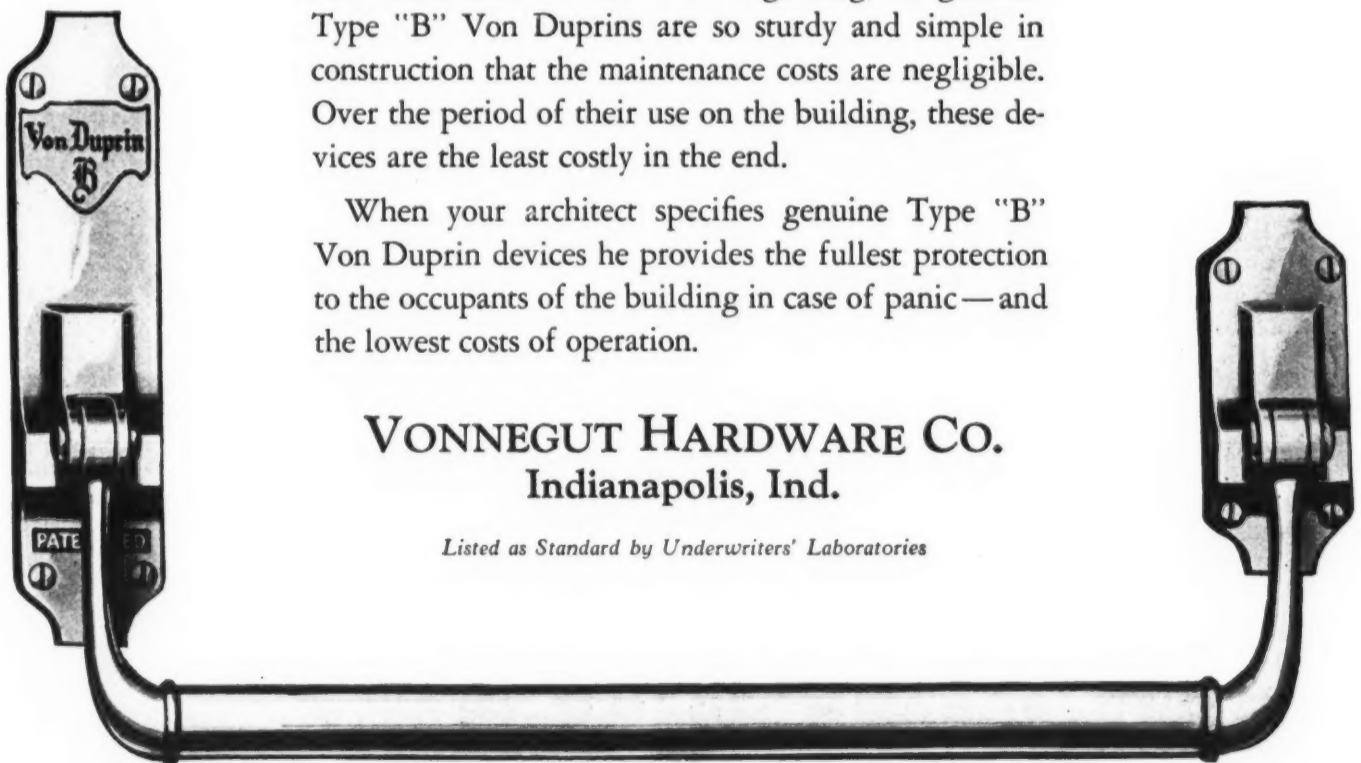 Type "B" Von Duprins are so sturdy and simple in
construction that the maintenance costs are negligible.
Over the period of their use on the building, these de-
vices are the least costly in the end.
When your architect specifies genuine Type "B"
Von Duprin devices he provides the fullest protection
to the occupants of the building in case of panic—and
the lowest costs of operation.
VONNEGUT HARDWARE CO.
Indianapolis, Ind.
Listed as Standard by Underwriters' Laboratories
Von Duprin
B
PATE ED